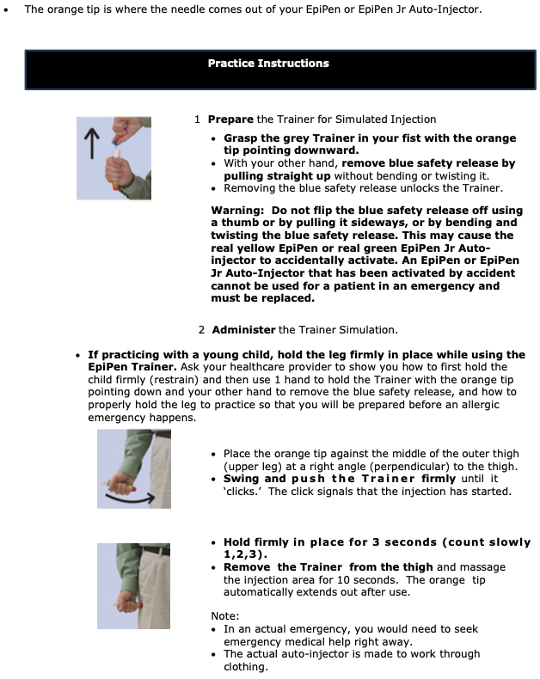 • The orange tip is where the needle comes out of your EpiPen or EpiPen Jr Auto-Injector.
Practice Instructions
1 Prepare the Trainer for Simulated Injection
• Grasp the grey Trainer in your fist with the orange
tip pointing downward.
• With your other hand, remove blue safety release by
pulling straight up without bending or twisting it.
• Removing the blue safety release unlocks the Trainer.
Warning: Do not flip the blue safety release off using
a thumb or by pulling it sideways, or by bending and
twisting the blue safety release. This may cause the
real yellow EpiPen or real green EpiPen Jr Auto-
injector to accidentally activate. An EpiPen or EpiPen
Jr Auto-Injector that has been activated by accident
cannot be used for a patient in an emergency and
must be replaced.
2 Administer the Trainer Simulation.
• If practicing with a young child, hold the leg firmly in place while using the
EpiPen Trainer. Ask your healthcare provider to show you how to first hold the
child firmly (restrain) and then use 1 hand to hold the Trainer with the orange tip
pointing down and your other hand to remove the blue safety release, and how to
properly hold the leg to practice so that you will be prepared before an allergic
emergency happens.
• Place the orange tip against the middle of the outer thigh
(upper leg) at a right angle (perpendicular) to the thigh.
• Swing and push the Trainer firmly until it
‘clicks.’ The click signals that the injection has started.
• Hold firmly in place for 3 seconds (count slowly
1,2,3).
• Remove the Trainer from the thigh and massage
the injection area for 10 seconds. The orange tip
automatically extends out after use.
Note:
• In an actual emergency, you would need to seek
emergency medical help right away.
• The actual auto-injector is made to work through
clothing.